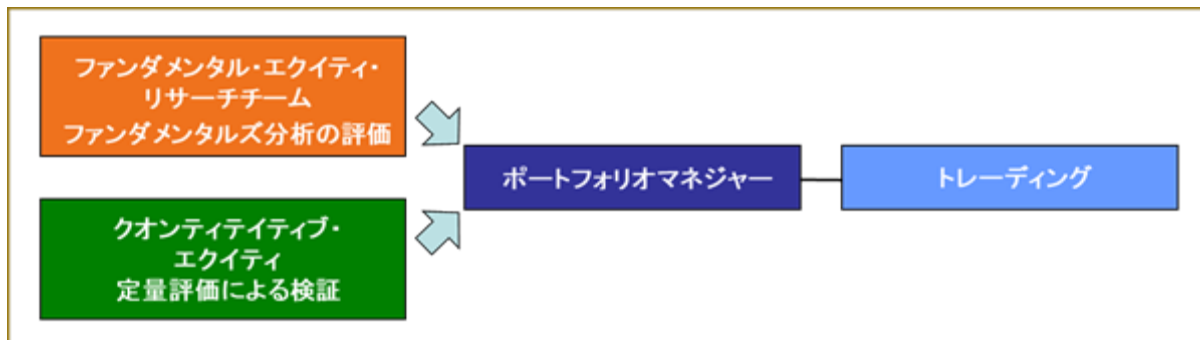 ファンダメンタル・エクイティ・
リサーチチーム
ファンダメンタルズ分析の評価
クオンティテイティブ・
エクイティ
定量評価による検証
ポートフォリオマネジャー
トレーディング